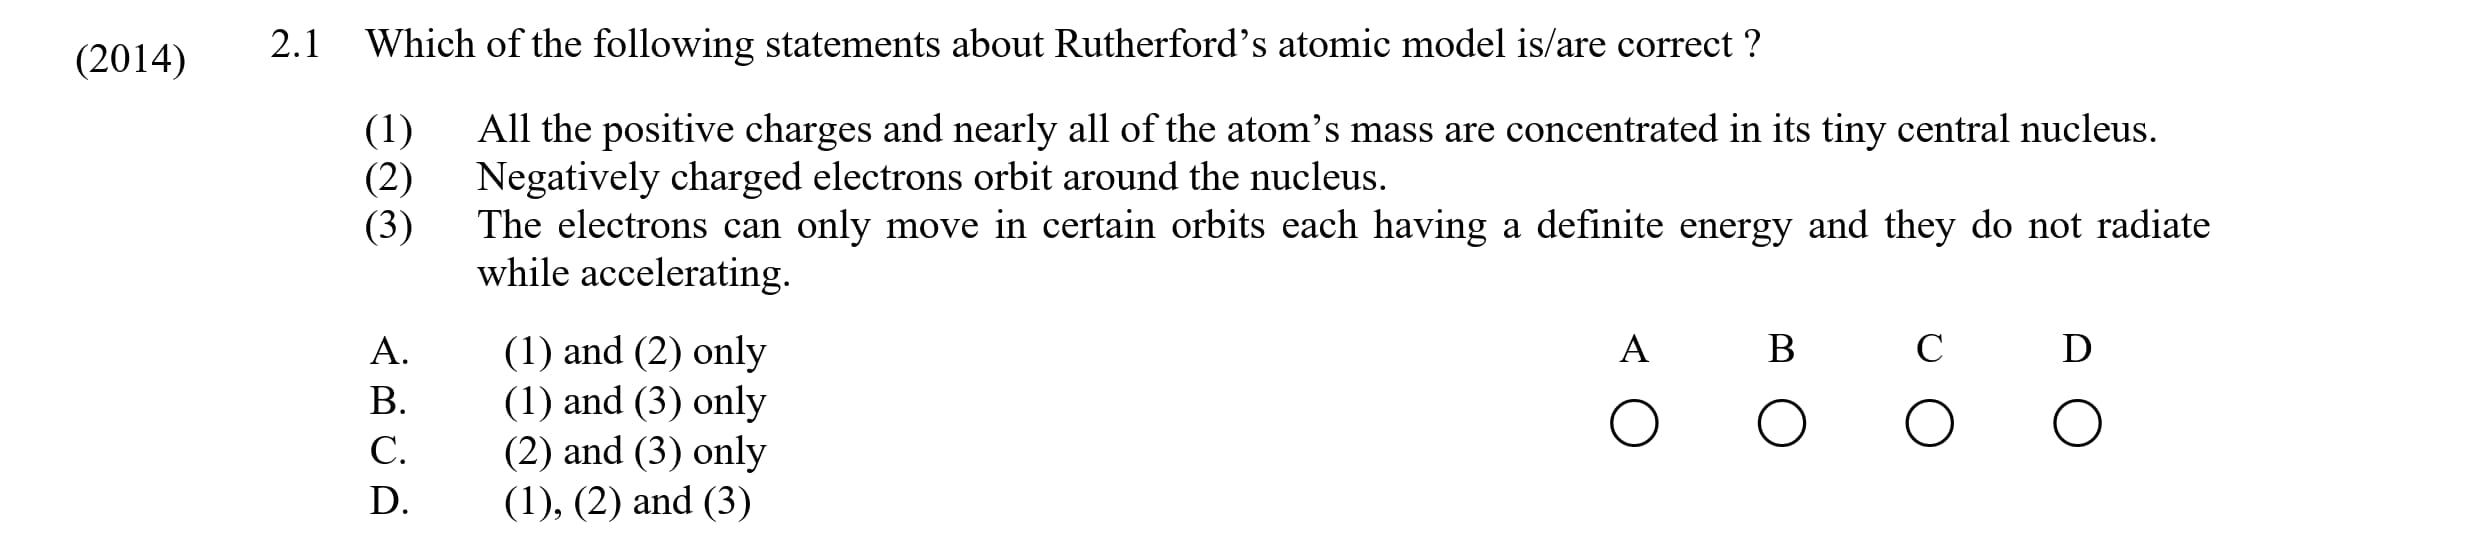 (2014) 2.1 Which of the following statements about Rutherford’s atomic model is/are correct ?
(1) All the positive charges and nearly all of the atom’s mass are concentrated in its tiny central nucleus.
(2) Negatively charged electrons orbit around the nucleus.
(3) The electrons can only move in certain orbits each having a definite energy and they do not radiate
while accelerating.
A. (1) and (2) only
B. (1) and (3) only
C. (2) and (3) only
D. (1), (2) and (3)
A B C D